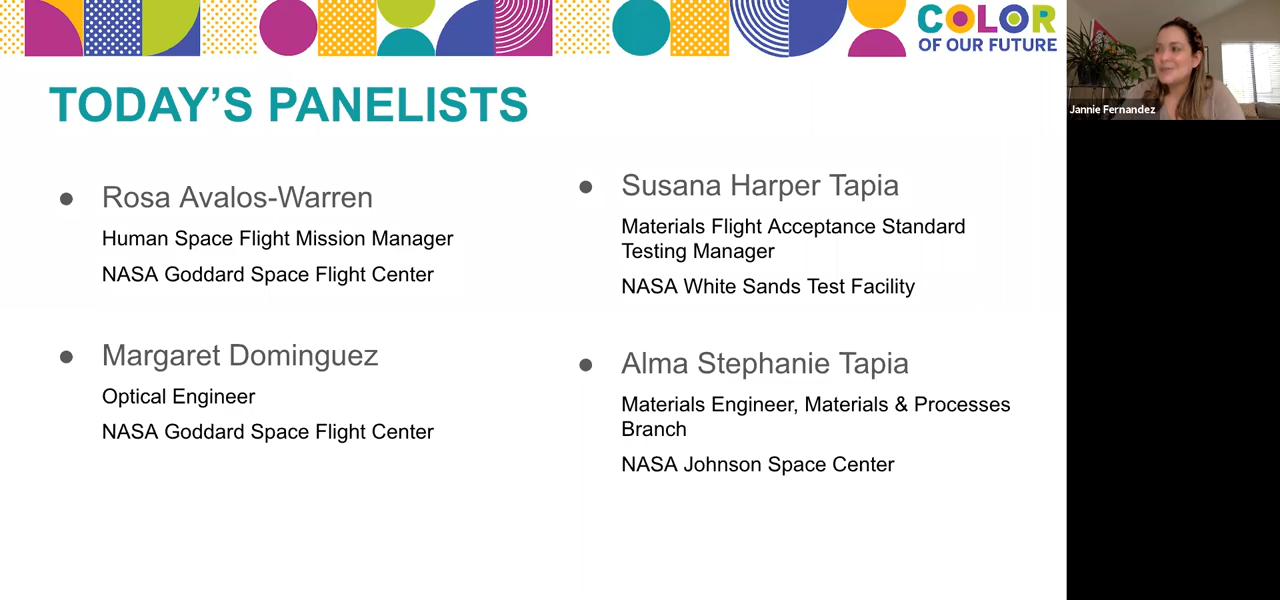 COLOR
OF OUR FUTURE
TODAY’S PANELISTS
● Rosa Avalos-Warren
Human Space Flight Mission Manager
NASA Goddard Space Flight Center
● Margaret Dominguez
Optical Engineer
NASA Goddard Space Flight Center
● Susana Harper Tapia
Materials Flight Acceptance Standard
Testing Manager
NASA White Sands Test Facility
● Alma Stephanie Tapia
Materials Engineer, Materials & Processes
Branch
NASA Johnson Space Center
Jannie Fernandez